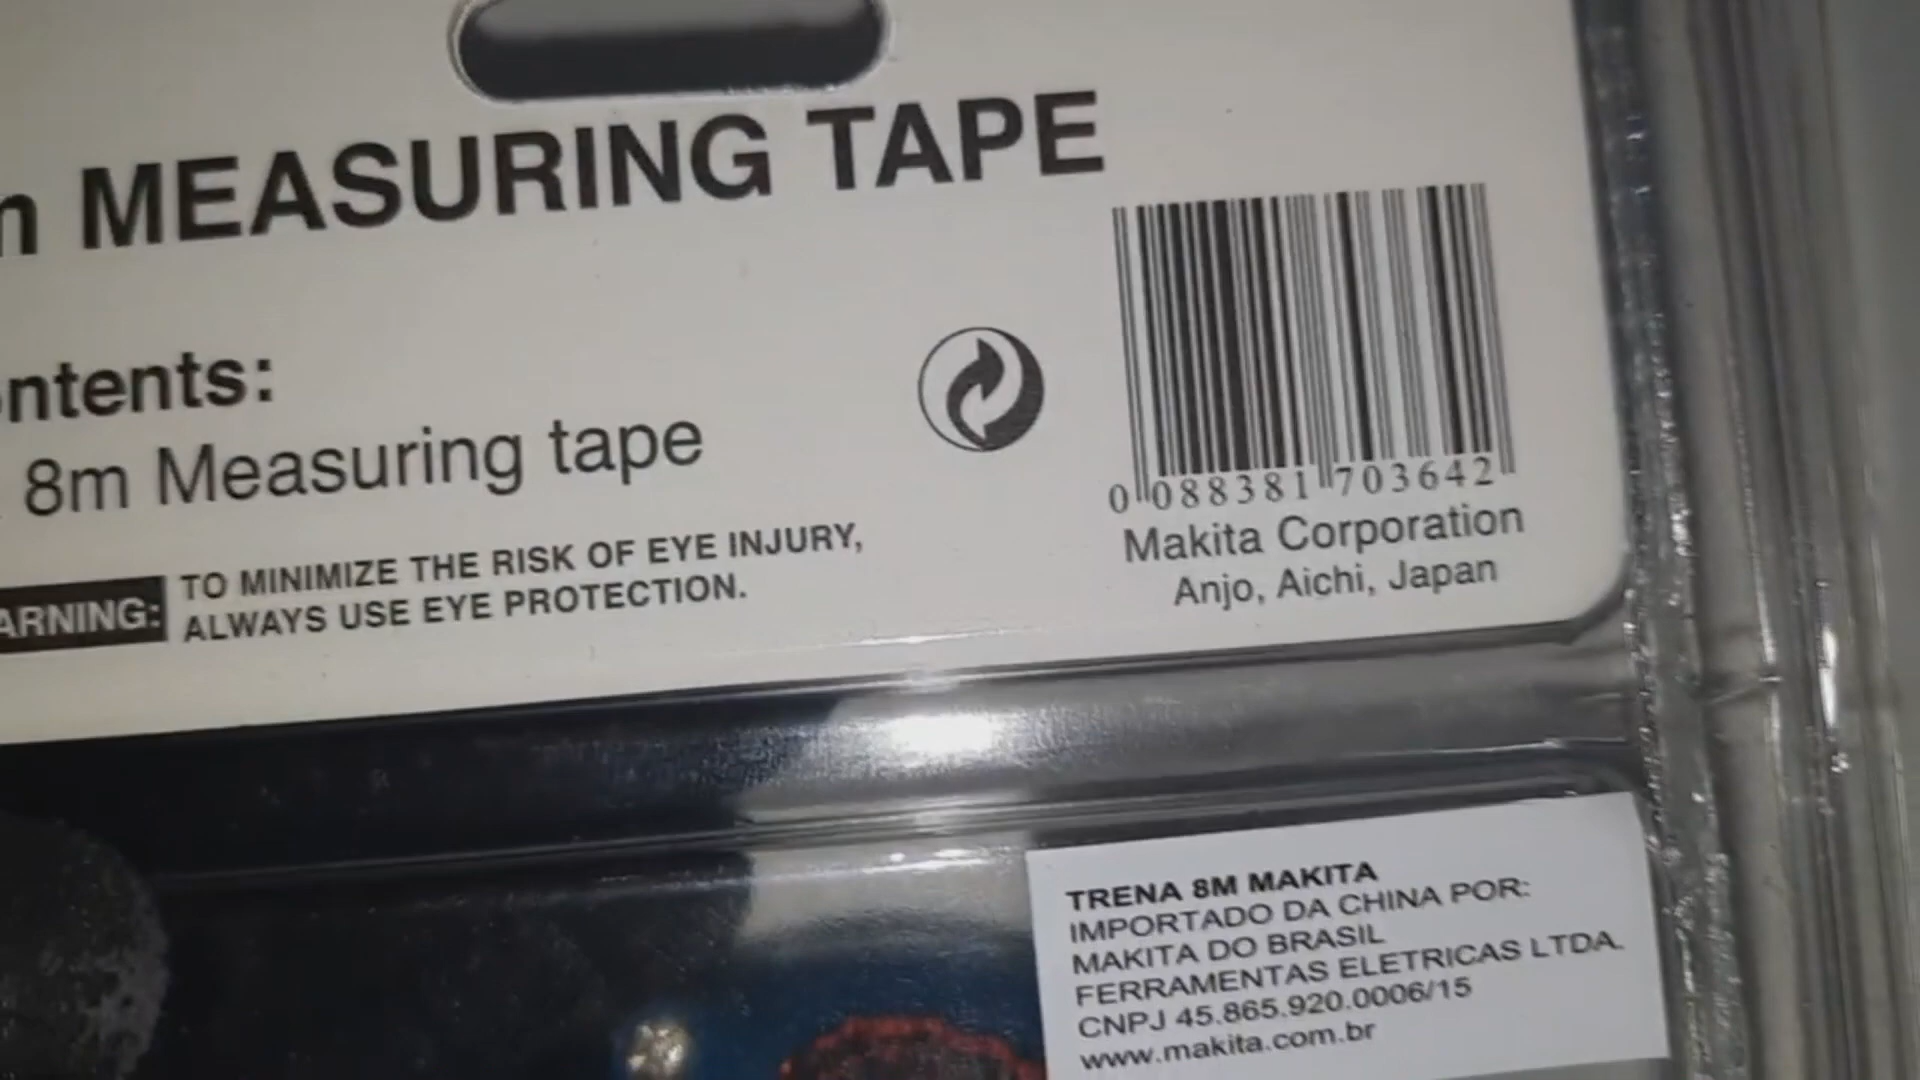 m MEASURING TAPE
ontents:
8m Measuring tape
ARNING: TO MINIMIZE THE RISK OF EYE INJURY,
ALWAYS USE EYE PROTECTION.
0 088381 703642
Makita Corporation
Anjo, Aichi, Japan
TRENA 8M MAKITA
IMPORTADO DA CHINA POR:
MAKITA DO BRASIL
FERRAMENTAS ELETRICAS LTDA.
CNPJ 45.865.920.0006/15
www.makita.com.br